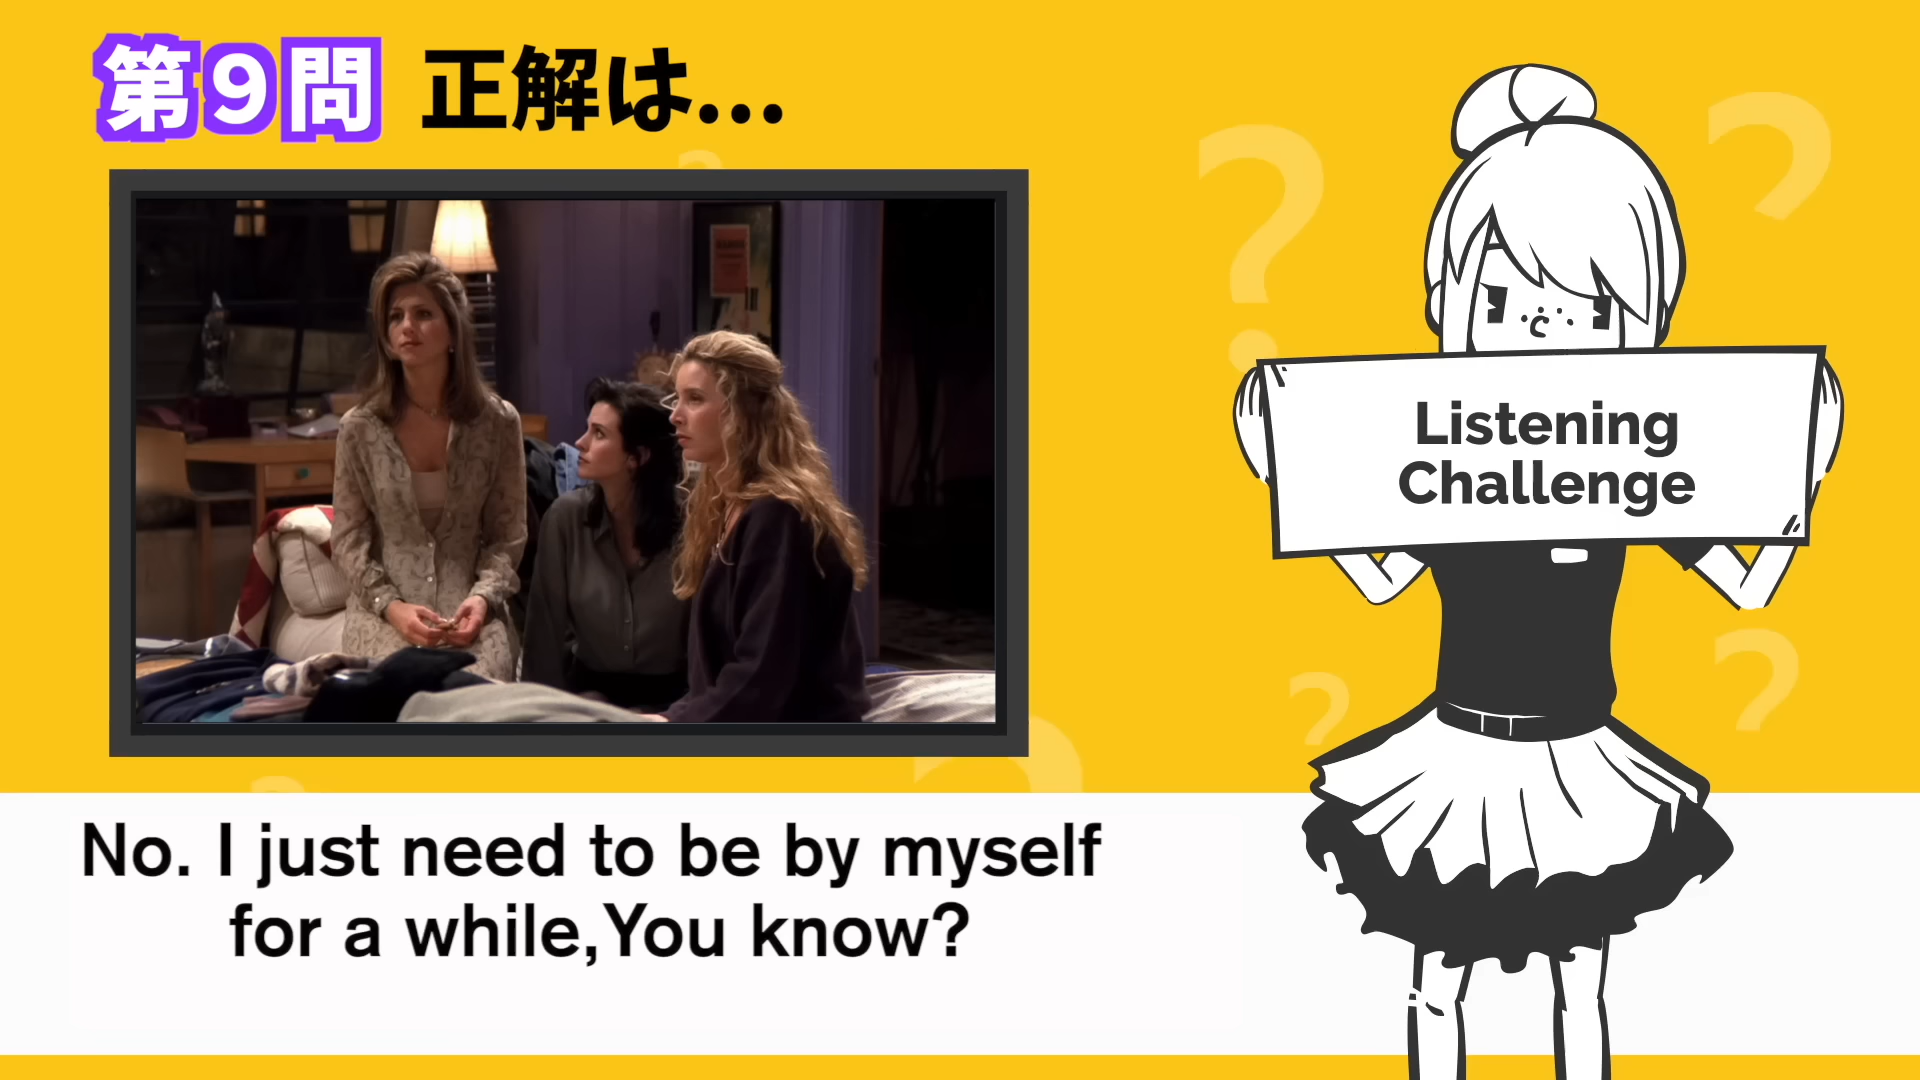 第9問 正解は...
Listening
Challenge
No. I just need to be by myself
for a while,You know?